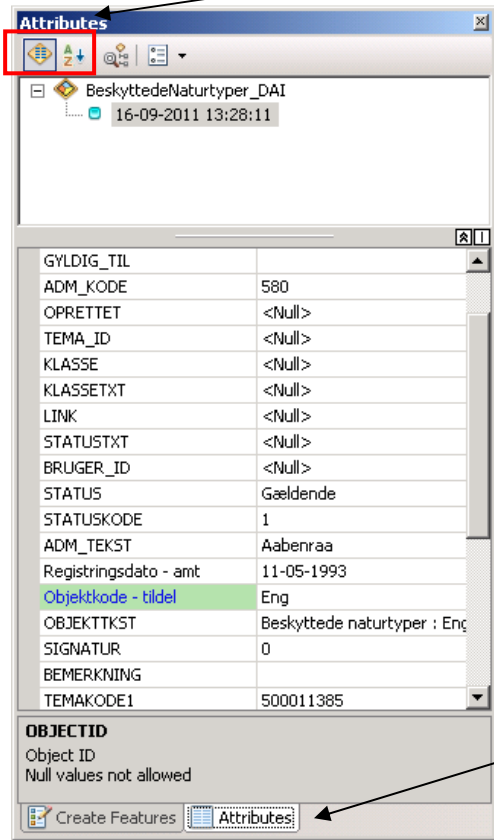 Attributes
A Z
BeskyttedeNaturtyper_DAI
16-09-2011 13:28:11
GYLDIG_TIL
ADM_KODE 580
OPRETTET <Null>
TEMA_ID <Null>
KLASSE <Null>
KLASSETXT <Null>
LINK <Null>
STATUSTXT <Null>
BRUGER_ID <Null>
STATUS Gældende
STATUSKODE 1
ADM_TEKST Aabenraa
Registringsdato - amt 11-05-1993
Objektkode - tildel Eng
OBJEKTTKST Beskyttede naturtyper : Eng
SIGNATUR 0
BEMERKNING
TEMAKODE1 500011385
OBJECTID
Object ID
Null values not allowed
Create Features Attributes